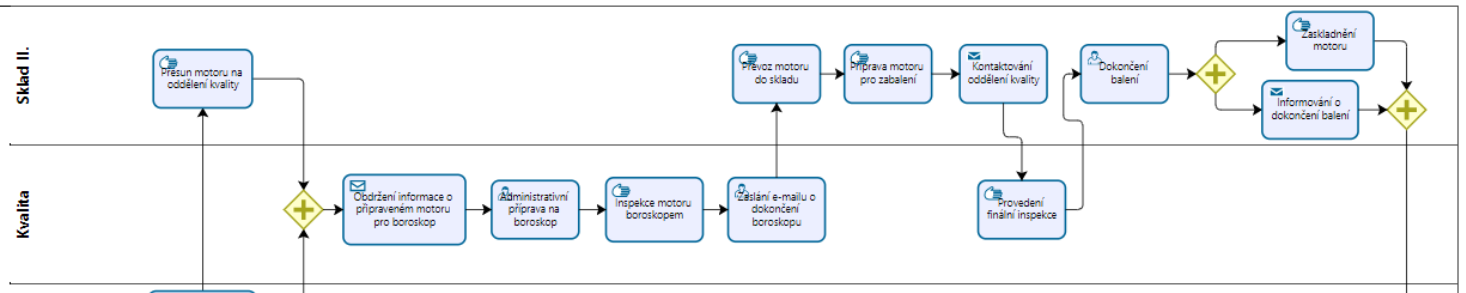 Sklad II.
Přesun motoru na
oddělení kvality
Převoz motoru
do skladu
Příprava motoru
pro zabalení
Kontaktování
oddělení kvality
Dokončení
balení
Zaskladnění
motoru
Informování o
dokončení balení
Kvalita
Obdržení informace o
připraveném motoru
pro boroskop
Administrativní
příprava na
boroskop
Inspekce motoru
boroskopem
Zaslání e-mailu o
dokončení
boroskopu
Provedení
finální inspekce